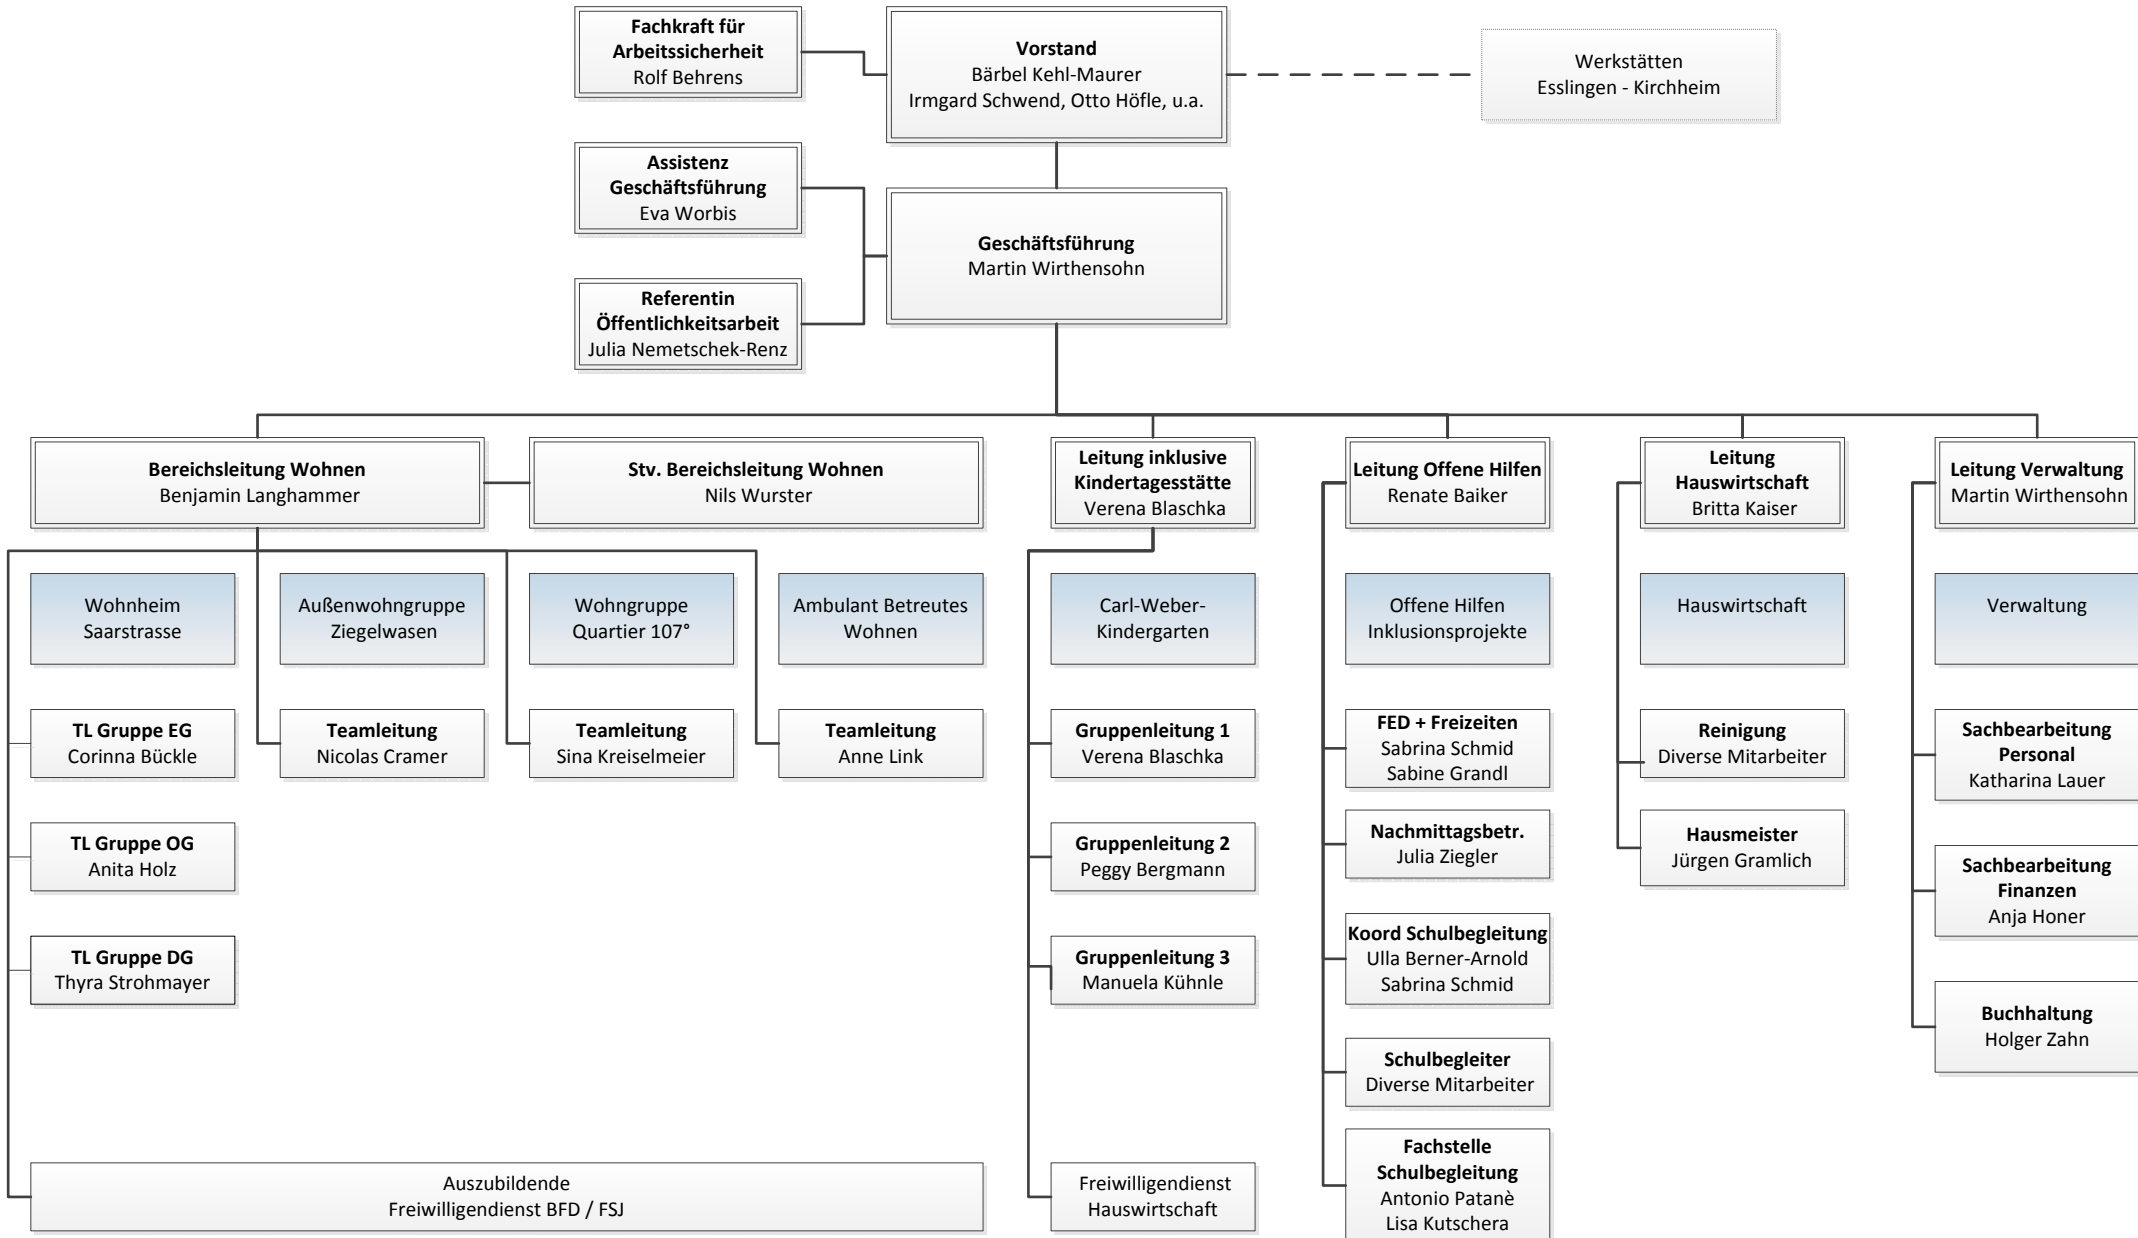 Fachkraft für
Arbeitssicherheit
Rolf Behrens
Vorstand
Bärbel Kehl-Maurer
Irmgard Schwend, Otto Höfle, u.a.
Werkstätten
Esslingen - Kirchheim
Assistenz
Geschäftsführung
Eva Worbis
Geschäftsführung
Martin Wirthensohn
Referentin
Öffentlichkeitsarbeit
Julia Nemetschek-Renz
Bereichsleitung Wohnen
Benjamin Langhammer
Stv. Bereichsleitung Wohnen
Nils Wurster
Leitung inklusive
Kindertagesstätte
Verena Blaschka
Leitung Offene Hilfen
Renate Baiker
Leitung
Hauswirtschaft
Britta Kaiser
Leitung Verwaltung
Martin Wirthensohn
Wohnheim
Saarstrasse
Außenwohngruppe
Ziegelwasen
Wohngruppe
Quartier 107°
Ambulant Betreutes
Wohnen
Carl-Weber-
Kindergarten
Offene Hilfen
Inklusionsprojekte
Hauswirtschaft
Verwaltung
TL Gruppe EG
Corinna Bückle
Teamleitung
Nicolas Cramer
Teamleitung
Sina Kreiselmeier
Teamleitung
Anne Link
Gruppenleitung 1
Verena Blaschka
FED + Freizeiten
Sabrina Schmid
Sabine Grandl
Reinigung
Diverse Mitarbeiter
Sachbearbeitung
Personal
Katharina Lauer
TL Gruppe OG
Anita Holz
Gruppenleitung 2
Peggy Bergmann
Nachmittagsbetr.
Julia Ziegler
Hausmeister
Jürgen Gramlich
Sachbearbeitung
Finanzen
Anja Honer
TL Gruppe DG
Thyra Strohmayer
Gruppenleitung 3
Manuela Kühnle
Koord Schulbegleitung
Ulla Berner-Arnold
Sabrina Schmid
Buchhaltung
Holger Zahn
Schulbegleiter
Diverse Mitarbeiter
Auszubildende
Freiwilligendienst BFD / FSJ
Freiwilligendienst
Hauswirtschaft
Fachstelle
Schulbegleitung
Antonio Patanè
Lisa Kutschera